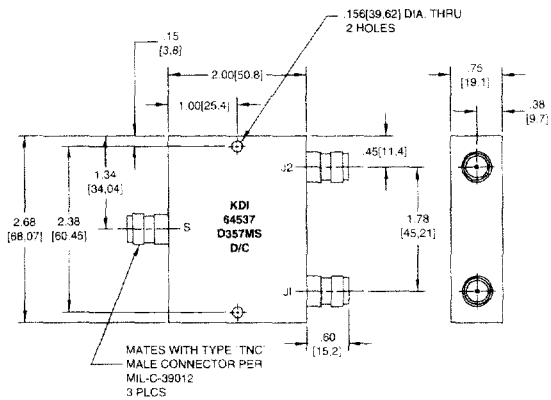 .156[39,62] DIA. THRU
2 HOLES
.15
[3,8]
2.00[50.8]
.75
[19.1]
1.00[25.4]
.38
[9.7]
J2
.45[11,4]
1.34
[34,04]
KDI
64537
D357MS
D/C
2.68
[68,07]
2.38
[60.46]
S
1.78
[45,21]
J1
.60
[15,2]
MATES WITH TYPE 'TNC'
MALE CONNECTOR PER
MIL-C-39012
3 PLCS